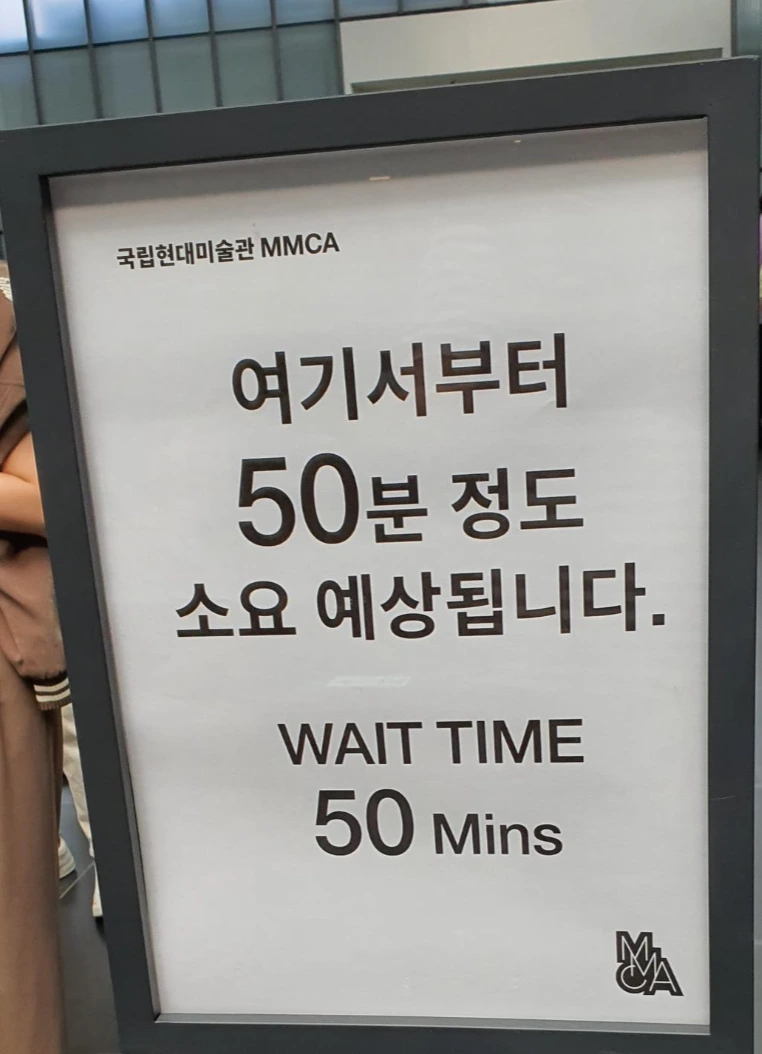 국립현대미술관 MMCA
여기서부터
50분 정도
소요 예상됩니다.
WAIT TIME
50 Mins
MMCA